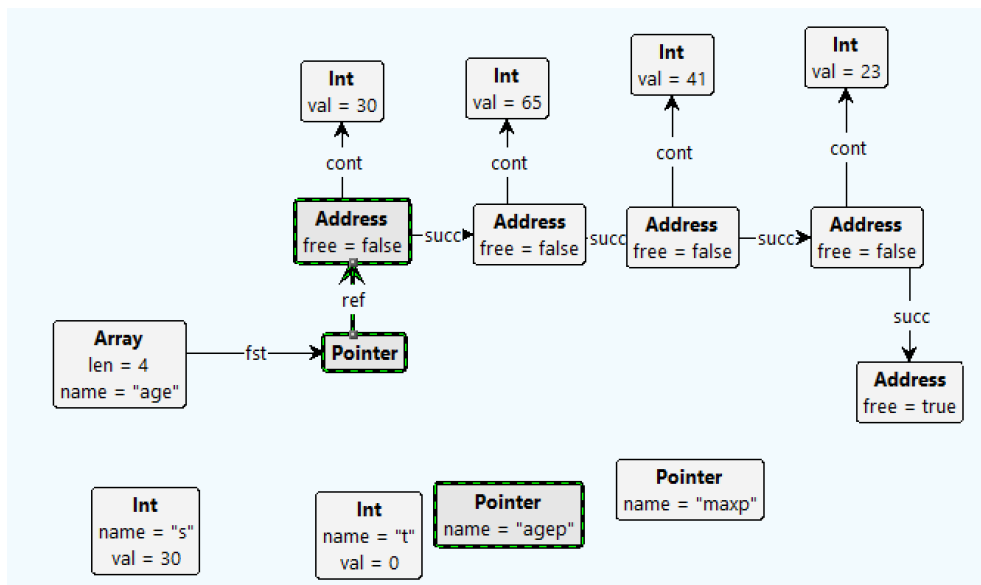 Int
val = 30
Int
val = 65
Int
val = 41
Int
val = 23
cont
cont
cont
cont
Address
free = false
succ
Address
free = false
succ
Address
free = false
succ
Address
free = false
ref
succ
Array
len = 4
name = "age"
fst
Pointer
Address
free = true
Int
name = "s"
val = 30
Int
name = "t"
val = 0
Pointer
name = "agep"
Pointer
name = "maxp"